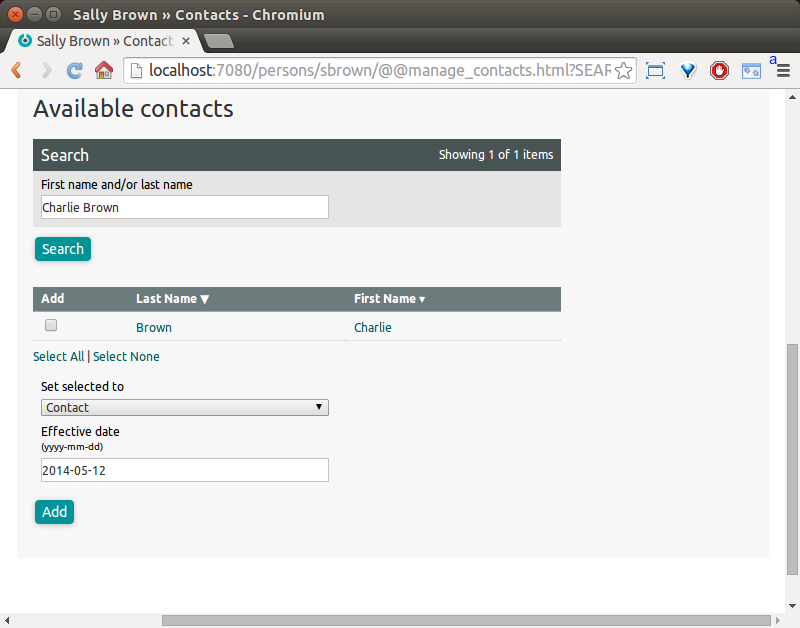 Sally Brown » Contacts - Chromium
Sally Brown » Contact
localhost:7080/persons/sbrown/@@manage_contacts.html?SEAR
a
Available contacts
Search Showing 1 of 1 items
First name and/or last name
Charlie Brown
Search
Add Last Name ▼ First Name ▾
Brown Charlie
Select All | Select None
Set selected to
Contact
Effective date
(yyyy-mm-dd)
2014-05-12
Add